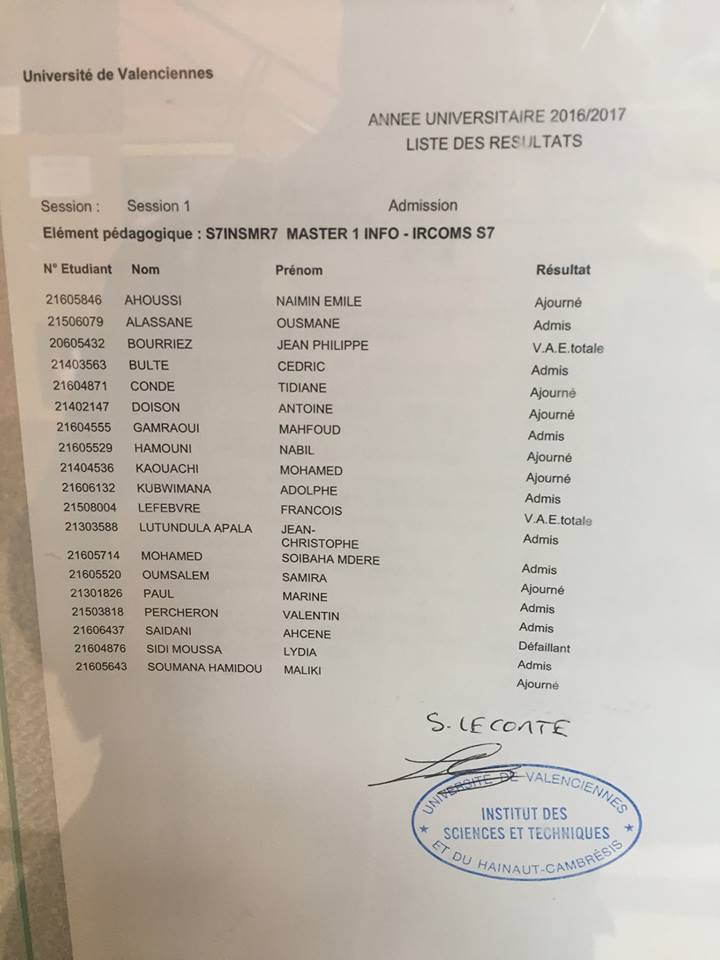 Université de Valenciennes
ANNEE UNIVERSITAIRE 2016/2017
LISTE DES RESULTATS
Session : Session 1 Admission
Elément pédagogique : S7INSMR7 MASTER 1 INFO - IRCOMS S7
N° Etudiant Nom Prénom Résultat
21605846 AHOUSSI NAIMIN EMILE Ajourné
21506079 ALASSANE OUSMANE Admis
20605432 BOURRIEZ JEAN PHILIPPE V.A.E.totale
21403563 BULTE CEDRIC Admis
21604871 CONDE TIDIANE Ajourné
21402147 DOISON ANTOINE Ajourné
21604555 GAMRAOUI MAHFOUD Admis
21605529 HAMOUNI NABIL Ajourné
21404536 KAOUACHI MOHAMED Ajourné
21606132 KUBWIMANA ADOLPHE Admis
21508004 LEFEBVRE FRANCOIS V.A.E.totale
21303588 LUTUNDULA APALA JEAN- Admis
CHRISTOPHE
21605714 MOHAMED SOIBAHA MDERE Admis
21605520 OUMSALEM SAMIRA Ajourné
21301826 PAUL MARINE Admis
21503818 PERCHERON VALENTIN Admis
21606437 SAIDANI AHCENE Défaillant
21604876 SIDI MOUSSA LYDIA Admis
21605643 SOUMANA HAMIDOU MALIKI Ajourné
S. LECONTE
UNIVERSITE DE VALENCIENNES
INSTITUT DES
SCIENCES ET TECHNIQUES
ET DU HAINAUT-CAMBRÉSIS